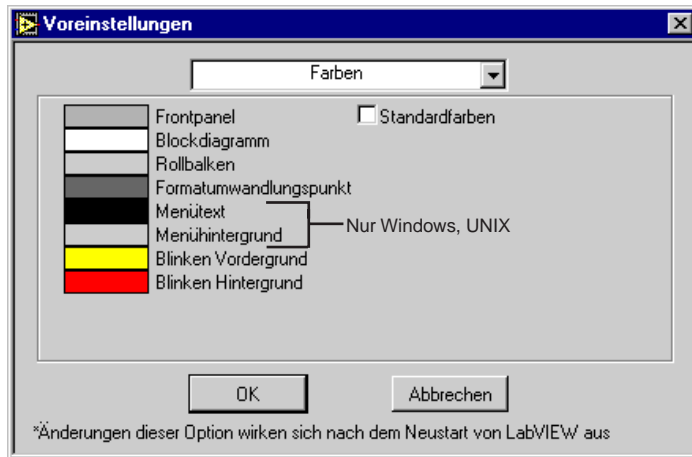 Voreinstellungen
Farben
Frontpanel
Standardfarben
Blockdiagramm
Rollbalken
Formatumwandlungspunkt
Menütext
Menühintergrund
Nur Windows, UNIX
Blinken Vordergrund
Blinken Hintergrund
OK
Abbrechen
*Änderungen dieser Option wirken sich nach dem Neustart von LabVIEW aus